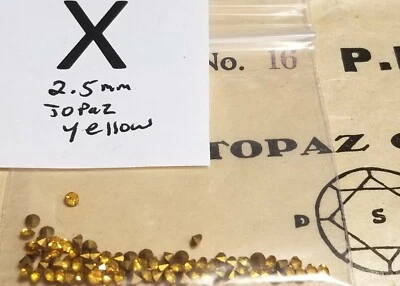 X
2.5mm
Topaz
yellow
No. 16 P.
TOPAZ
D S